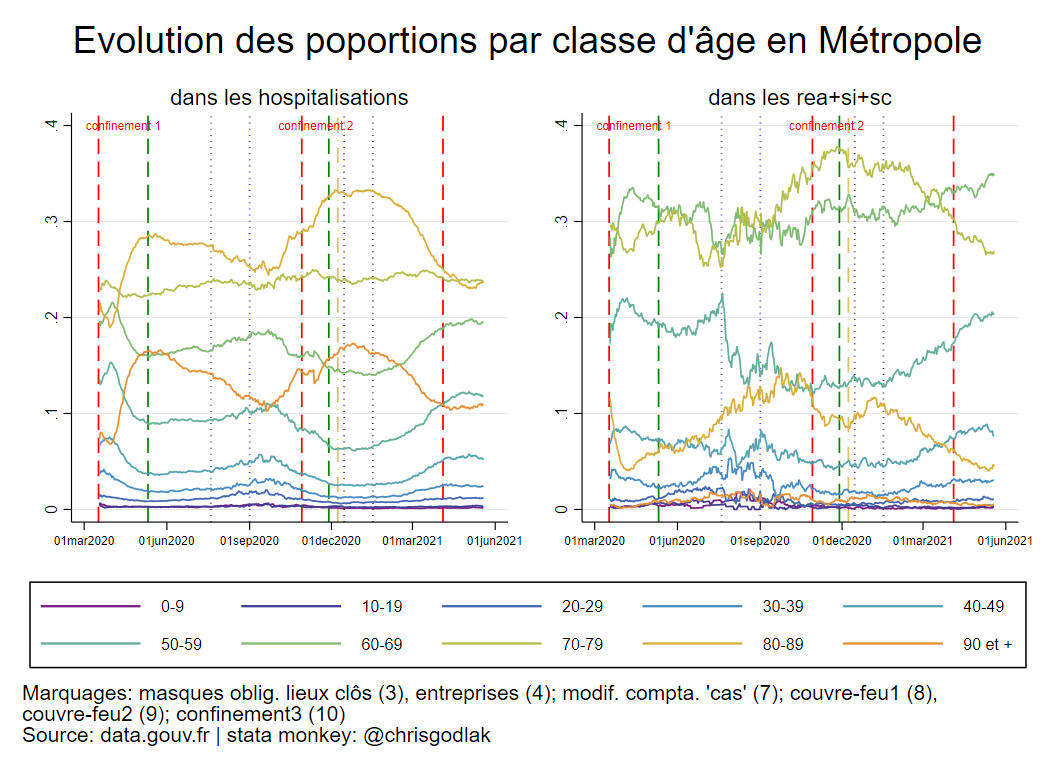 Evolution des poportions par classe d'âge en Métropole
dans les hospitalisations
dans les rea+si+sc
confinement 1
confinement 2
confinement 1
confinement 2
.4
.3
.2
.1
0
.4
.3
.2
.1
0
01mar2020 01jun2020 01sep2020 01dec2020 01mar2021 01jun2021
01mar2020 01jun2020 01sep2020 01dec2020 01mar2021 01jun2021
0-9 10-19 20-29 30-39 40-49
50-59 60-69 70-79 80-89 90 et +
Marquages: masques oblig. lieux clôs (3), entreprises (4); modif. compta. 'cas' (7); couvre-feu1 (8),
couvre-feu2 (9); confinement3 (10)
Source: data.gouv.fr | stata monkey: @chrisgodlak